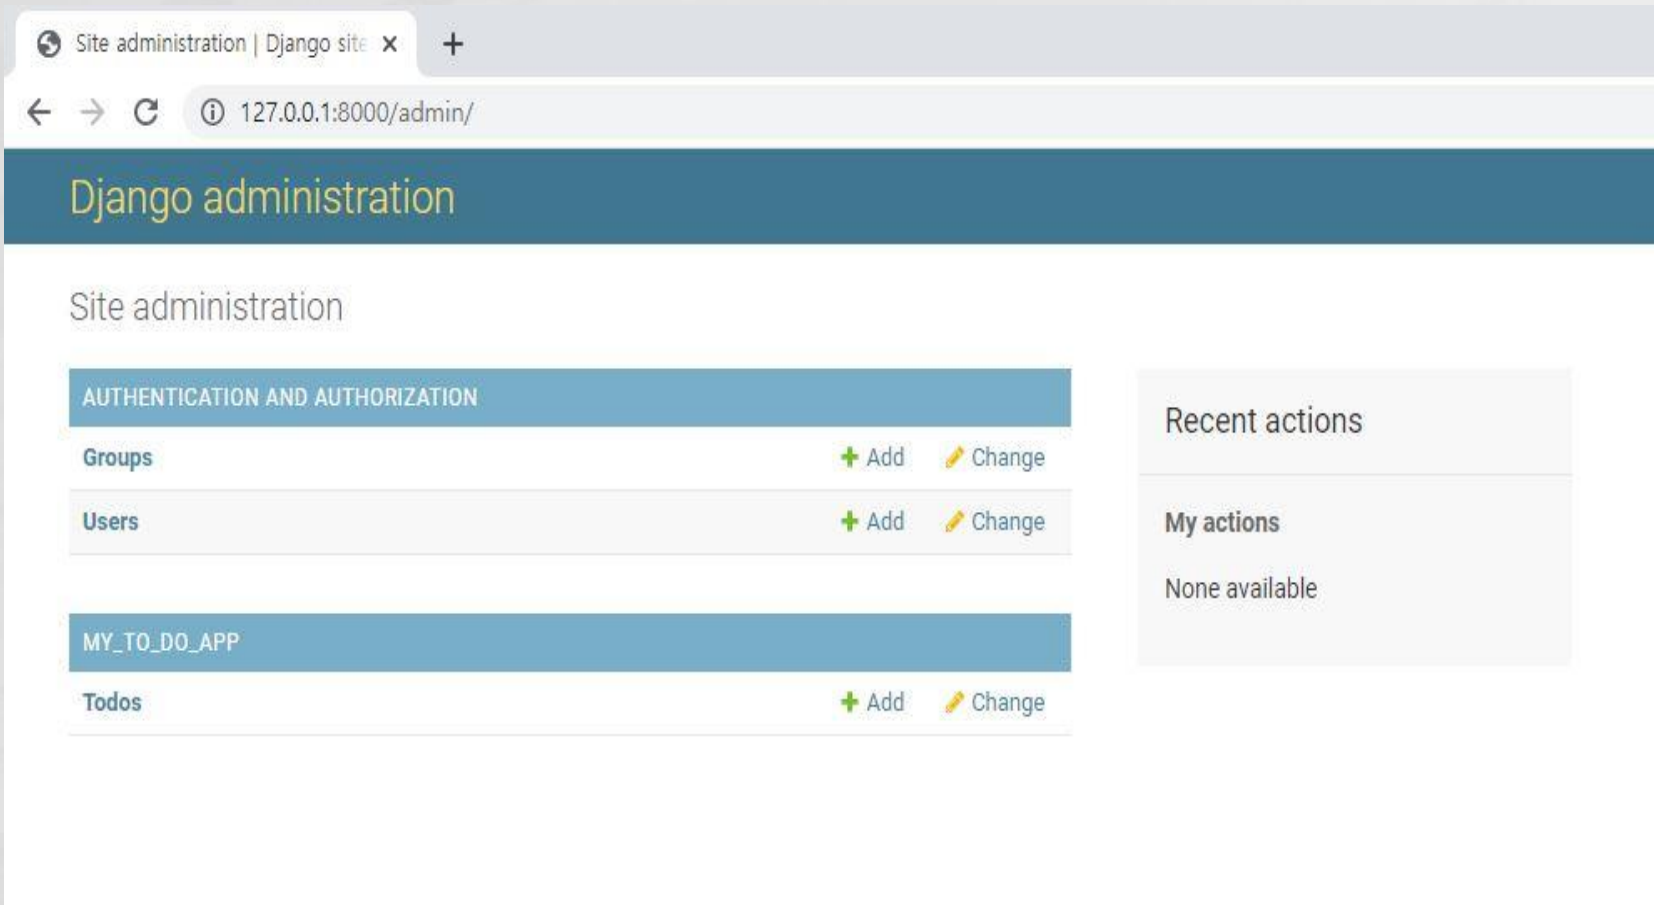 Site administration | Django site
127.0.0.1:8000/admin/
Django administration
Site administration
AUTHENTICATION AND AUTHORIZATION
Groups Add Change
Users Add Change
MY_TO_DO_APP
Todos Add Change
Recent actions
My actions
None available